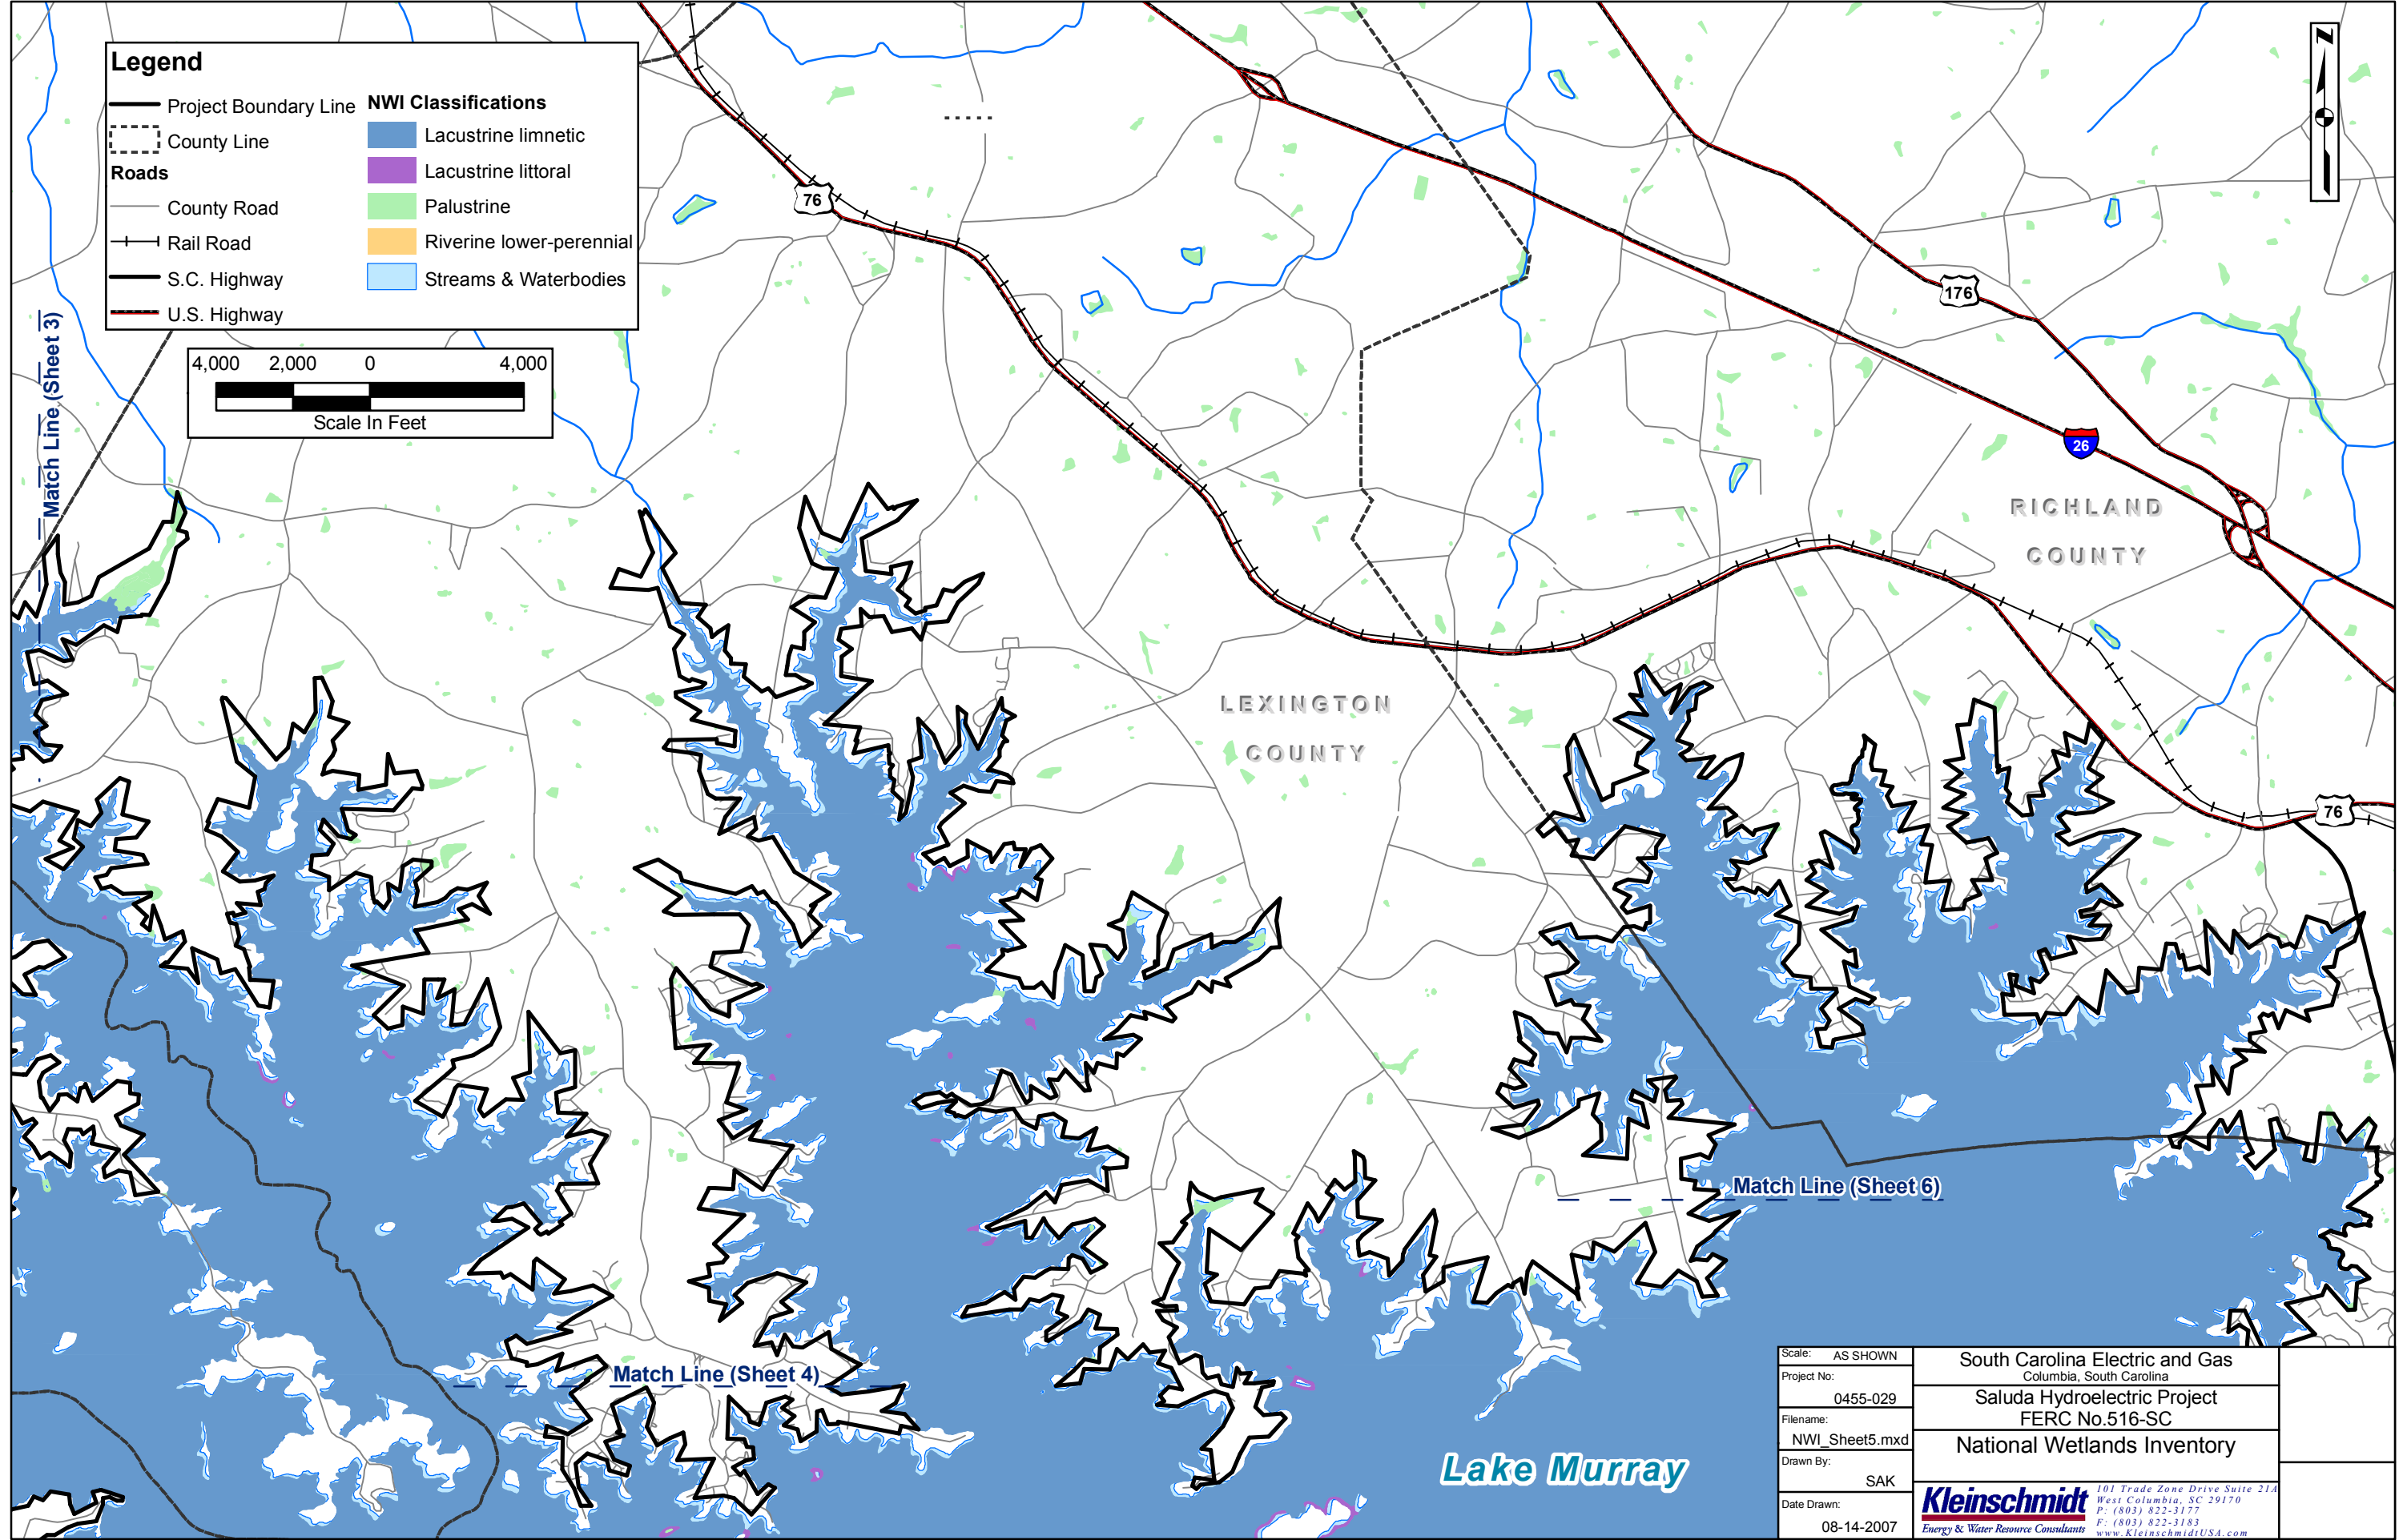 Legend
Project Boundary Line
County Line
Roads
County Road
Rail Road
S.C. Highway
U.S. Highway
NWI Classifications
Lacustrine limnetic
Lacustrine littoral
Palustrine
Riverine lower-perennial
Streams & Waterbodies
4,000 2,000 0 4,000
Scale In Feet
Match Line (Sheet 3)
N
76
176
26
RICHLAND
COUNTY
LEXINGTON
COUNTY
76
Match Line (Sheet 6)
Match Line (Sheet 4)
Lake Murray
Scale: AS SHOWN
Project No:
0455-029
Filename:
NWI_Sheet5.mxd
Drawn By:
SAK
Date Drawn:
08-14-2007
South Carolina Electric and Gas
Columbia, South Carolina
Saluda Hydroelectric Project
FERC No.516-SC
National Wetlands Inventory
Kleinschmidt
Energy & Water Resource Consultants
101 Trade Zone Drive Suite 21A
West Columbia, SC 29170
P: (803) 822-3177
F: (803) 822-3183
www.KleinschmidtUSA.com